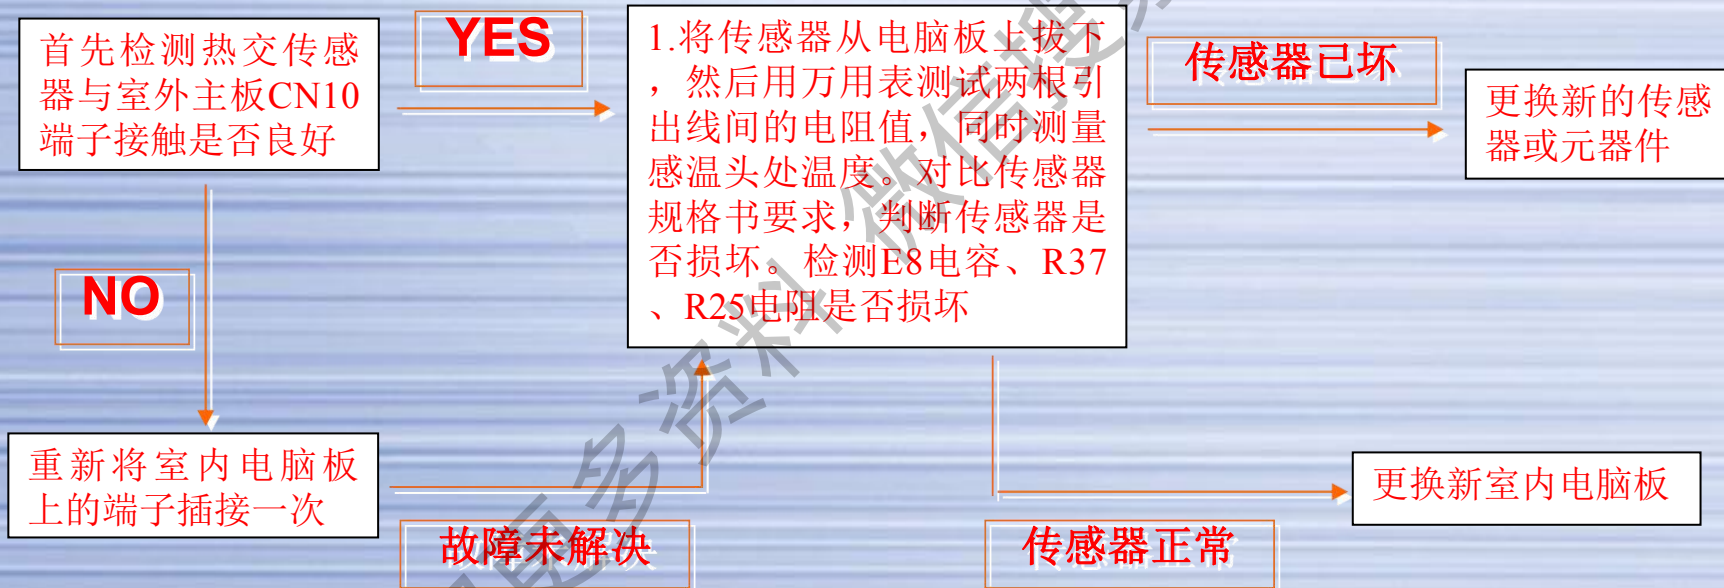 首先检测热交传感
器与室外主板CN10
端子接触是否良好
YES
1.将传感器从电脑板上拔下
，然后用万用表测试两根引
出线间的电阻值，同时测量
感温头处温度。对比传感器
规格书要求，判断传感器是
否损坏。检测E8电容、R37
、R25电阻是否损坏
传感器已坏
更换新的传感
器或元器件
NO
重新将室内电脑板
上的端子插接一次
故障未解决
传感器正常
更换新室内电脑板
更多资料 微信搜